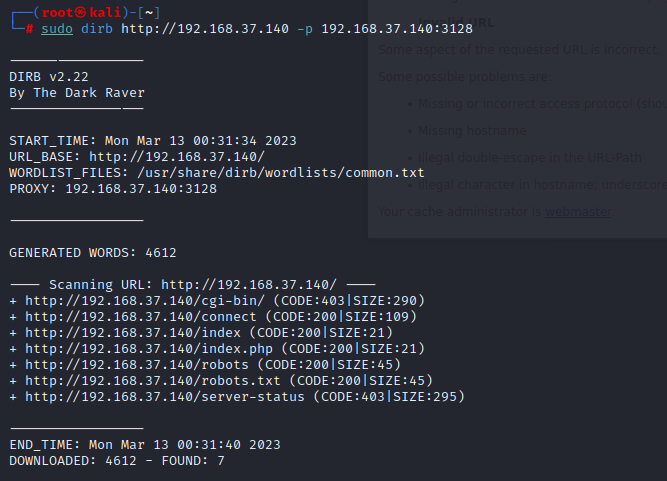 (root㉿kali)-[~]
# sudo dirb http://192.168.37.140 -p 192.168.37.140:3128
-----------------
DIRB v2.22
By The Dark Raver
-----------------
START_TIME: Mon Mar 13 00:31:34 2023
URL_BASE: http://192.168.37.140/
WORDLIST_FILES: /usr/share/dirb/wordlists/common.txt
PROXY: 192.168.37.140:3128
-----------------
GENERATED WORDS: 4612
---- Scanning URL: http://192.168.37.140/ ----
+ http://192.168.37.140/cgi-bin/ (CODE:403|SIZE:290)
+ http://192.168.37.140/connect (CODE:200|SIZE:109)
+ http://192.168.37.140/index (CODE:200|SIZE:21)
+ http://192.168.37.140/index.php (CODE:200|SIZE:21)
+ http://192.168.37.140/robots (CODE:200|SIZE:45)
+ http://192.168.37.140/robots.txt (CODE:200|SIZE:45)
+ http://192.168.37.140/server-status (CODE:403|SIZE:295)
-----------------
END_TIME: Mon Mar 13 00:31:40 2023
DOWNLOADED: 4612 - FOUND: 7
Invalid URL
Some aspect of the requested URL is incorrect.
Some possible problems are:
• Missing or incorrect access protocol (sho
• Missing hostname
• Illegal double-escape in the URL-Path
• Illegal character in hostname; underscore
Your cache administrator is webmaster.